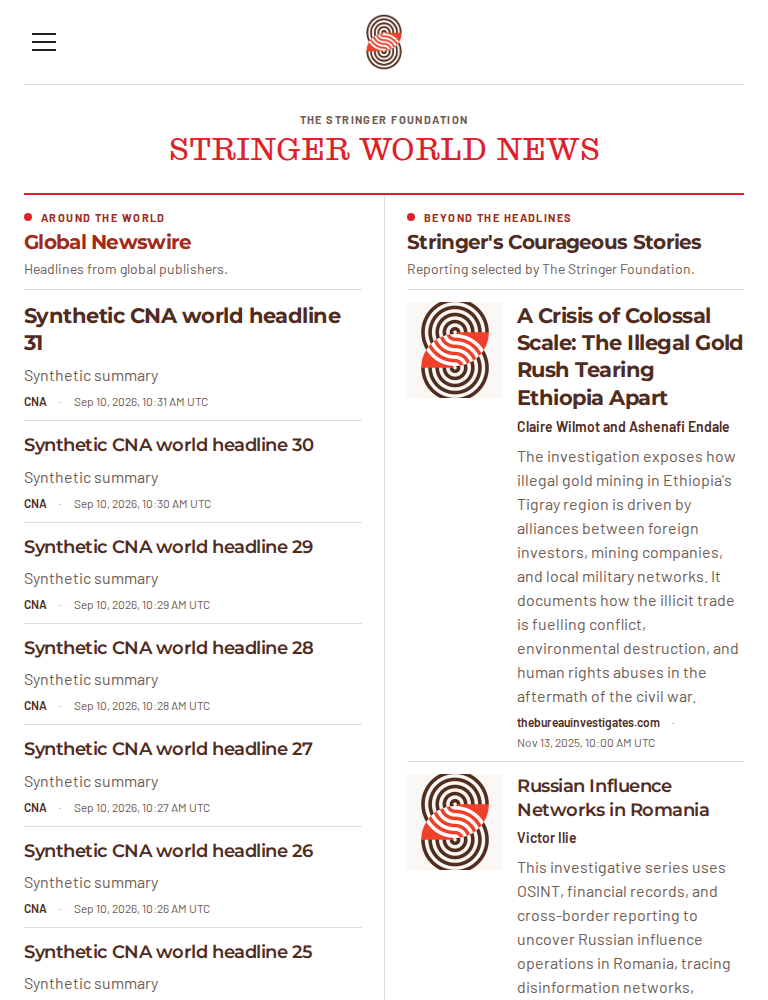 THE STRINGER FOUNDATION
STRINGER WORLD NEWS
AROUND THE WORLD
Global Newswire
Headlines from global publishers.
Synthetic CNA world headline
31
Synthetic summary
CNA · Sep 10, 2026, 10:31 AM UTC
Synthetic CNA world headline 30
Synthetic summary
CNA · Sep 10, 2026, 10:30 AM UTC
Synthetic CNA world headline 29
Synthetic summary
CNA · Sep 10, 2026, 10:29 AM UTC
Synthetic CNA world headline 28
Synthetic summary
CNA · Sep 10, 2026, 10:28 AM UTC
Synthetic CNA world headline 27
Synthetic summary
CNA · Sep 10, 2026, 10:27 AM UTC
Synthetic CNA world headline 26
Synthetic summary
CNA · Sep 10, 2026, 10:26 AM UTC
Synthetic CNA world headline 25
Synthetic summary
BEYOND THE HEADLINES
Stringer's Courageous Stories
Reporting selected by The Stringer Foundation.
A Crisis of Colossal
Scale: The Illegal Gold
Rush Tearing
Ethiopia Apart
Claire Wilmot and Ashenafi Endale
The investigation exposes how
illegal gold mining in Ethiopia's
Tigray region is driven by
alliances between foreign
investors, mining companies,
and local military networks. It
documents how the illicit trade
is fuelling conflict,
environmental destruction, and
human rights abuses in the
aftermath of the civil war.
thebureauinvestigates.com ·
Nov 13, 2025, 10:00 AM UTC
Russian Influence
Networks in Romania
Victor Ilie
This investigative series uses
OSINT, financial records, and
cross-border reporting to
uncover Russian influence
operations in Romania, tracing
disinformation networks,